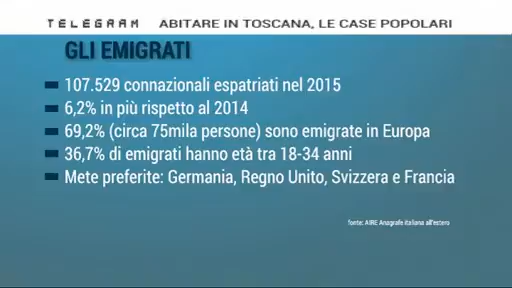 TELEGRAM ABITARE IN TOSCANA, LE CASE POPOLARI
GLI EMIGRATI
107.529 connazionali espatriati nel 2015
6,2% in più rispetto al 2014
69,2% (circa 75mila persone) sono emigrate in Europa
36,7% di emigrati hanno età tra 18-34 anni
Mete preferite: Germania, Regno Unito, Svizzera e Francia
fonte: AIRE Anagrafe italiana all'estero